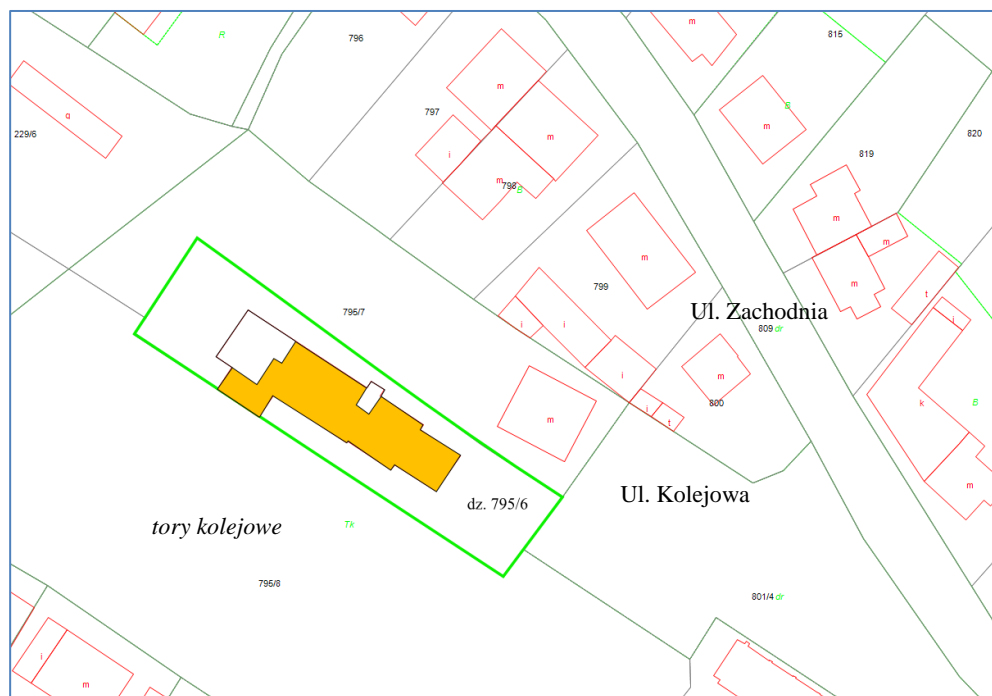 R
796
m
815
g
229/6
797
m
m
B
m
820
i
819
m
798
B
m
m
m
799
m
795/7
Ul. Zachodnia
t
i
i
809 dr
i
i
m
k
B
m
i
t
800
m
dz. 795/6
Ul. Kolejowa
tory kolejowe
Tk
795/8
801/4 dr
i
m